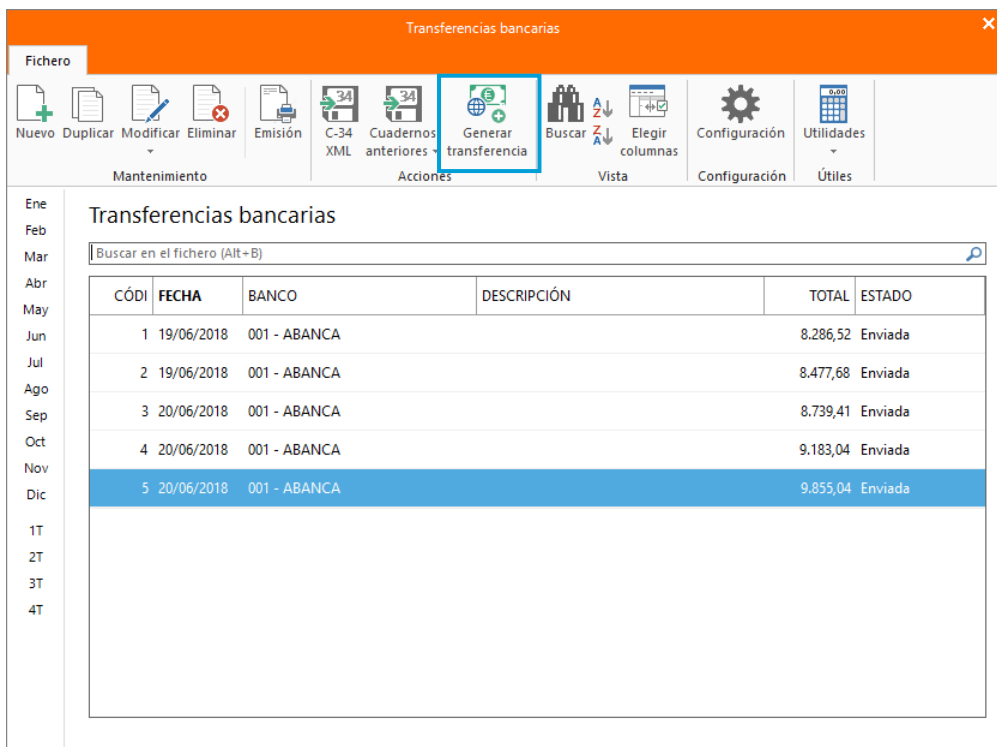 Transferencias bancarias
Fichero
Nuevo Duplicar Modificar Eliminar Emisión C-34 XML Cuadernos anteriores Generar transferencia Buscar Elegir columnas Configuración Utilidades
34 34 A Z Z A 0,00
Mantenimiento Acciones Vista Configuración Útiles
Ene
Feb
Mar
Abr
May
Jun
Jul
Ago
Sep
Oct
Nov
Dic
1T
2T
3T
4T
Transferencias bancarias
Buscar en el fichero (Alt+B)
CÓDI FECHA BANCO DESCRIPCIÓN TOTAL ESTADO
1 19/06/2018 001 - ABANCA 8.286,52 Enviada
2 19/06/2018 001 - ABANCA 8.477,68 Enviada
3 20/06/2018 001 - ABANCA 8.739,41 Enviada
4 20/06/2018 001 - ABANCA 9.183,04 Enviada
5 20/06/2018 001 - ABANCA 9.855,04 Enviada